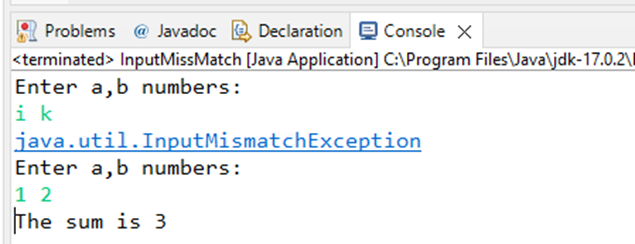 Problems @ Javadoc Declaration Console
<terminated> InputMissMatch [Java Application] C:\Program Files\Java\jdk-17.0.2\
Enter a,b numbers:
i k
java.util.InputMismatchException
Enter a,b numbers:
1 2
The sum is 3